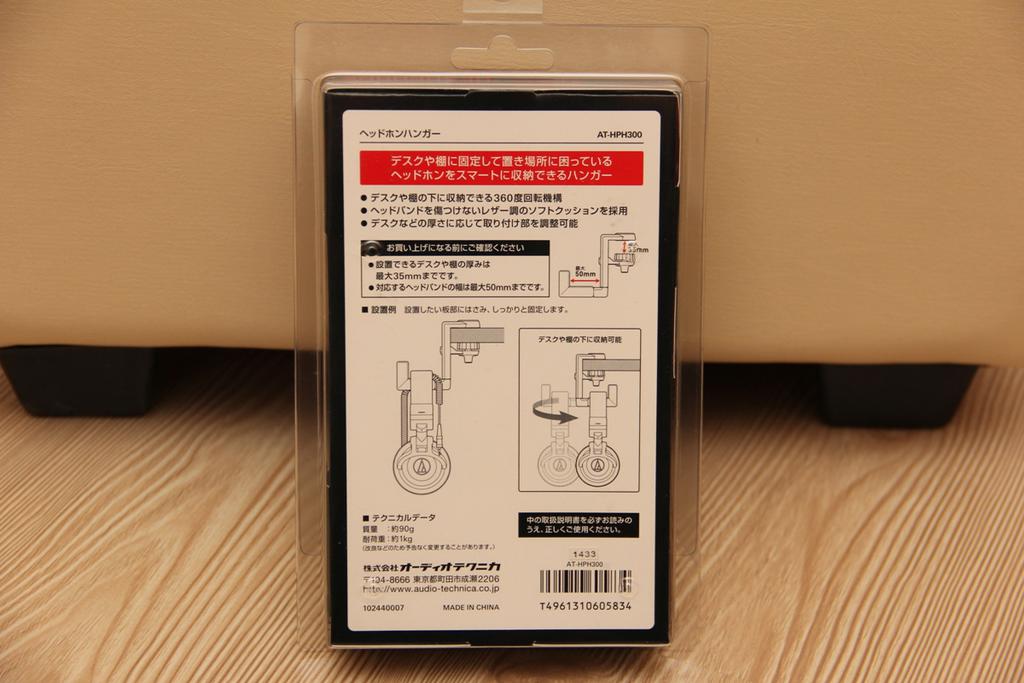 ヘッドホンハンガー AT-HPH300
デスクや棚に固定して置き場所に困っている
ヘッドホンをスマートに収納できるハンガー
● デスクや棚の下に収納できる360度回転機構
● ヘッドバンドを傷つけないレザー調のソフトクッションを採用
● デスクなどの厚さに応じて取り付け部を調整可能
お買い上げになる前にご確認ください
● 設置できるデスクや棚の厚みは
最大35mmまでです。
● 対応するヘッドバンドの幅は最大50mmまでです。
最大
50mm
■ 設置例 設置したい板部にはさみ、しっかりと固定します。
デスクや棚の下に収納可能
■ テクニカルデータ
質量 :約90g
耐荷重:約1kg
(改良などのため予告なく変更することがあります。)
中の取扱説明書を必ずお読みの
うえ、正しくご使用ください。
株式会社オーディオテクニカ
〒194-8666 東京都町田市成瀬2206
http://www.audio-technica.co.jp
102440007 MADE IN CHINA
1433
AT-HPH300
T4961310605834